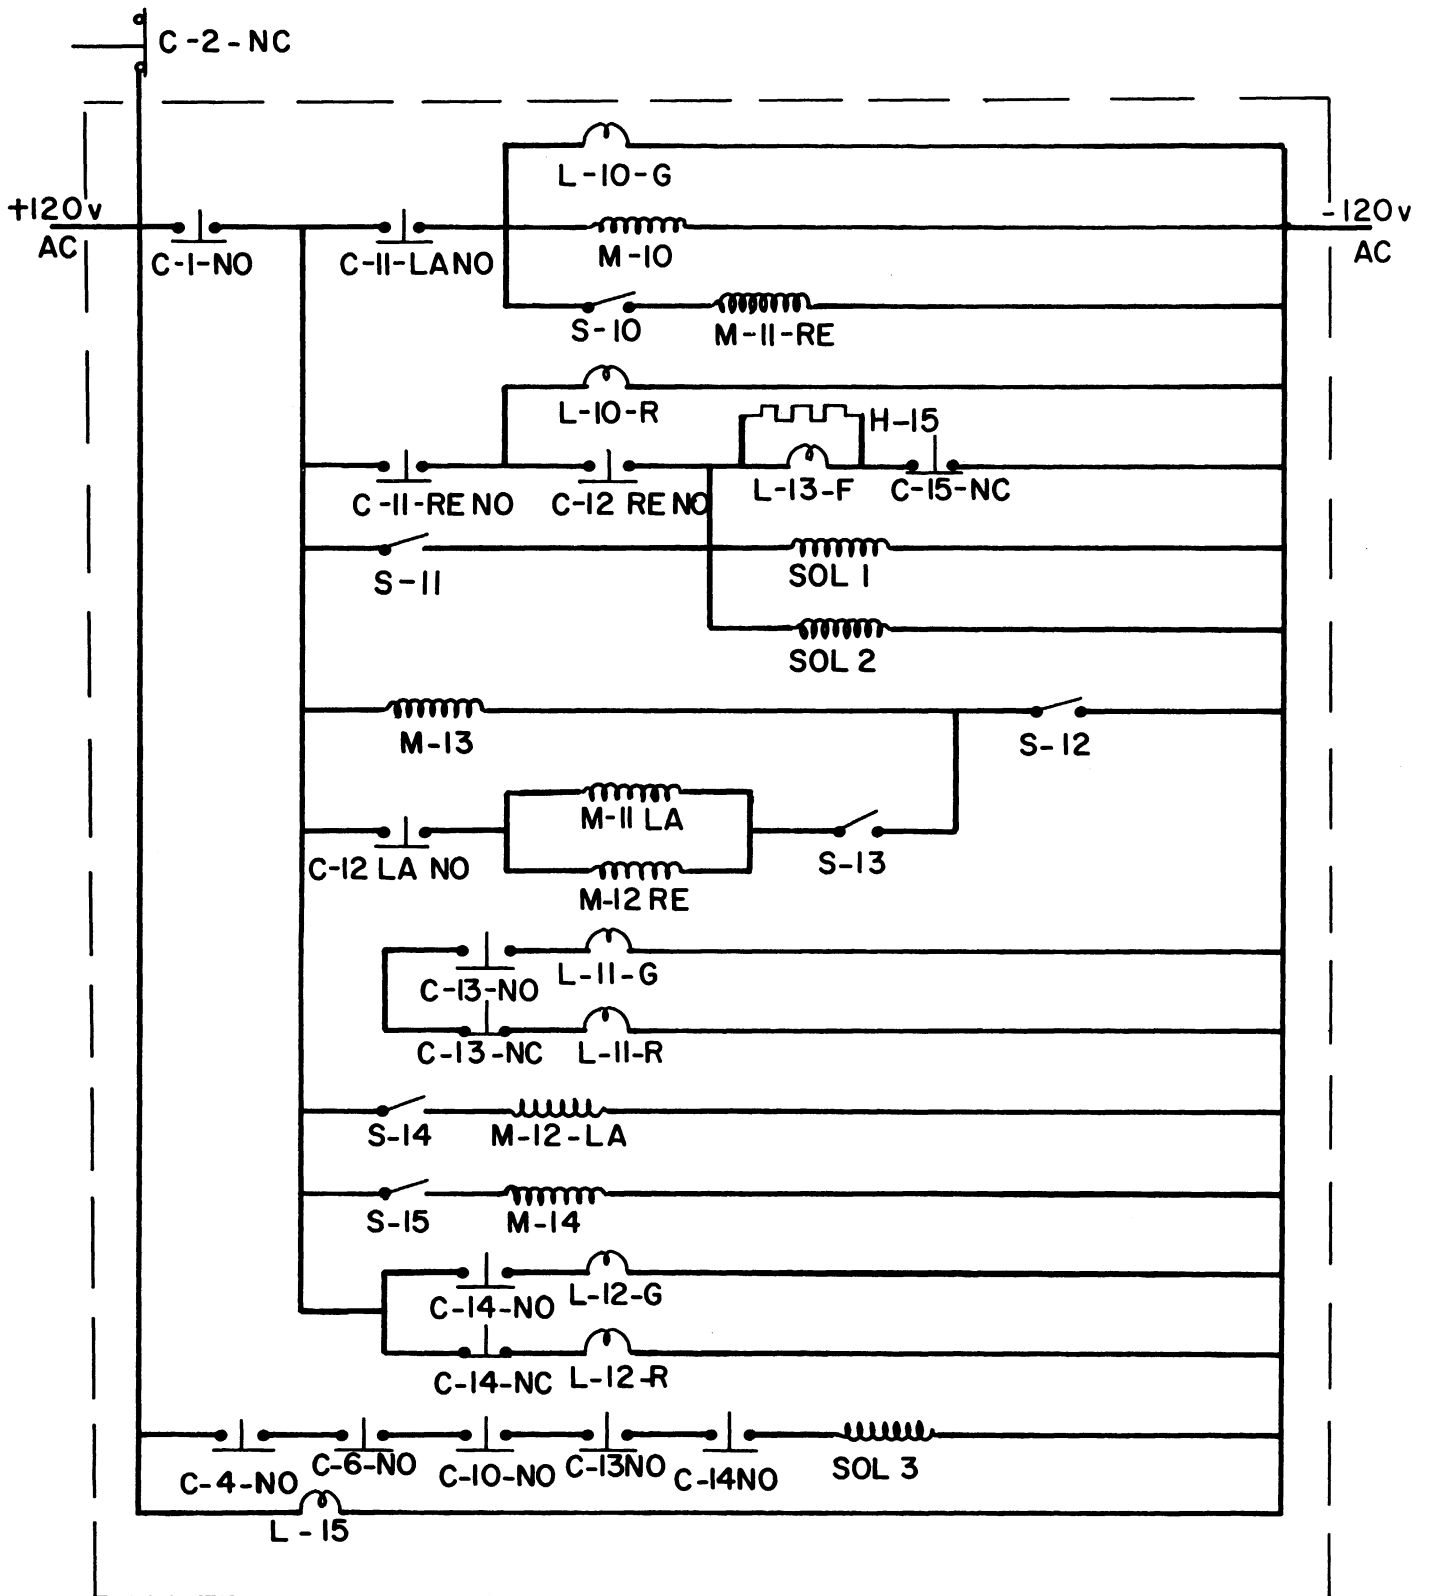 C-2-NC
L-10-G
+120v
-120v
AC
C-1-NO
C-11-LANO
M-10
AC
S-10
M-11-RE
L-10-R
H-15
C-11-RE NO
C-12 RE NO
L-13-F
C-15-NC
S-11
SOL 1
SOL 2
M-13
S-12
M-11 LA
C-12 LA NO
S-13
M-12 RE
C-13-NO
L-11-G
C-13-NC
L-11-R
S-14
M-12-LA
S-15
M-14
C-14-NO
L-12-G
C-14-NC
L-12-R
C-4-NO
C-6-NO
C-10-NO
C-13NO
C-14NO
SOL 3
L-15